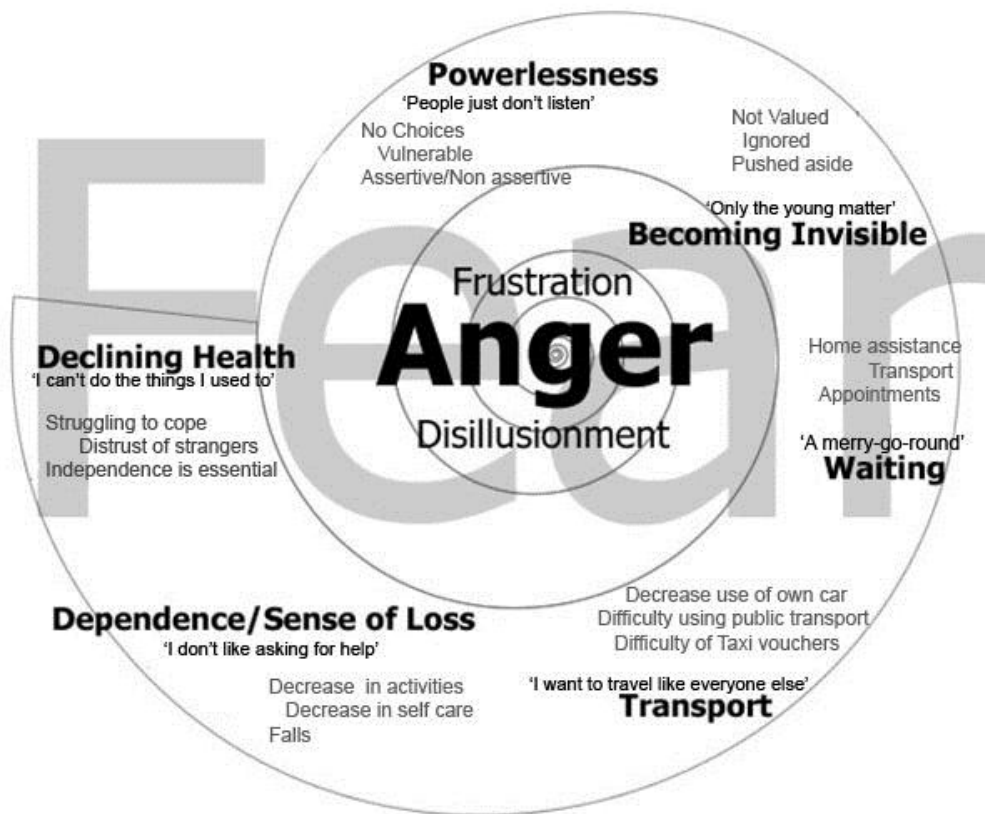 Fear
Powerlessness
‘People just don’t listen’
No Choices
Vulnerable
Assertive/Non assertive
Not Valued
Ignored
Pushed aside
‘Only the young matter’
Becoming Invisible
Home assistance
Transport
Appointments
‘A merry-go-round’
Waiting
Decrease use of own car
Difficulty using public transport
Difficulty of Taxi vouchers
‘I want to travel like everyone else’
Transport
Dependence/Sense of Loss
‘I don’t like asking for help’
Decrease in activities
Decrease in self care
Falls
Declining Health
‘I can’t do the things I used to’
Struggling to cope
Distrust of strangers
Independence is essential
Frustration
Anger
Disillusionment